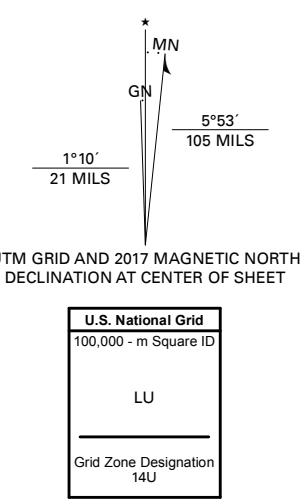 ★
MN
GN
5°53´
105 MILS
1°10´
21 MILS
UTM GRID AND 2017 MAGNETIC NORTH
DECLINATION AT CENTER OF SHEET
U.S. National Grid
100,000 - m Square ID
LU
Grid Zone Designation
14U